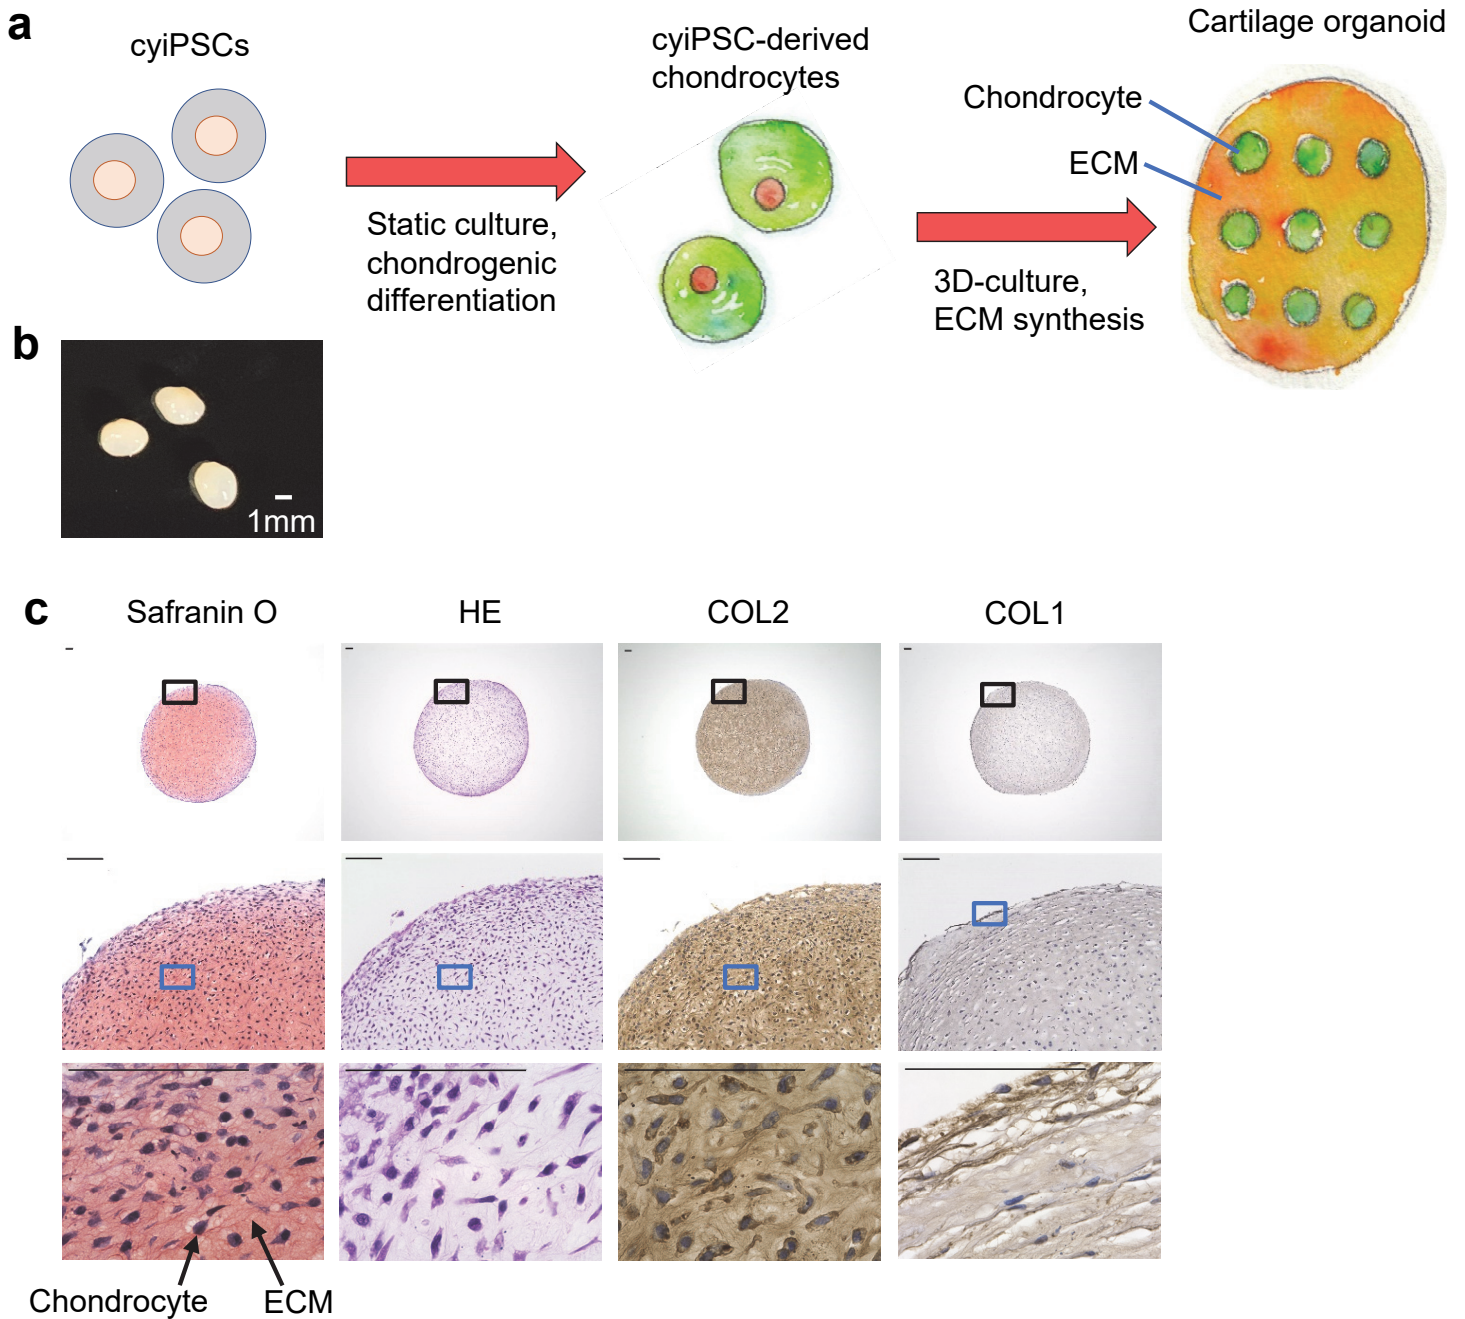 a
cyiPSCs
Static culture,
chondrogenic
differentiation
cyiPSC-derived
chondrocytes
3D-culture,
ECM synthesis
Cartilage organoid
Chondrocyte
ECM
b
1mm
c
Safranin O
HE
COL2
COL1
Chondrocyte
ECM